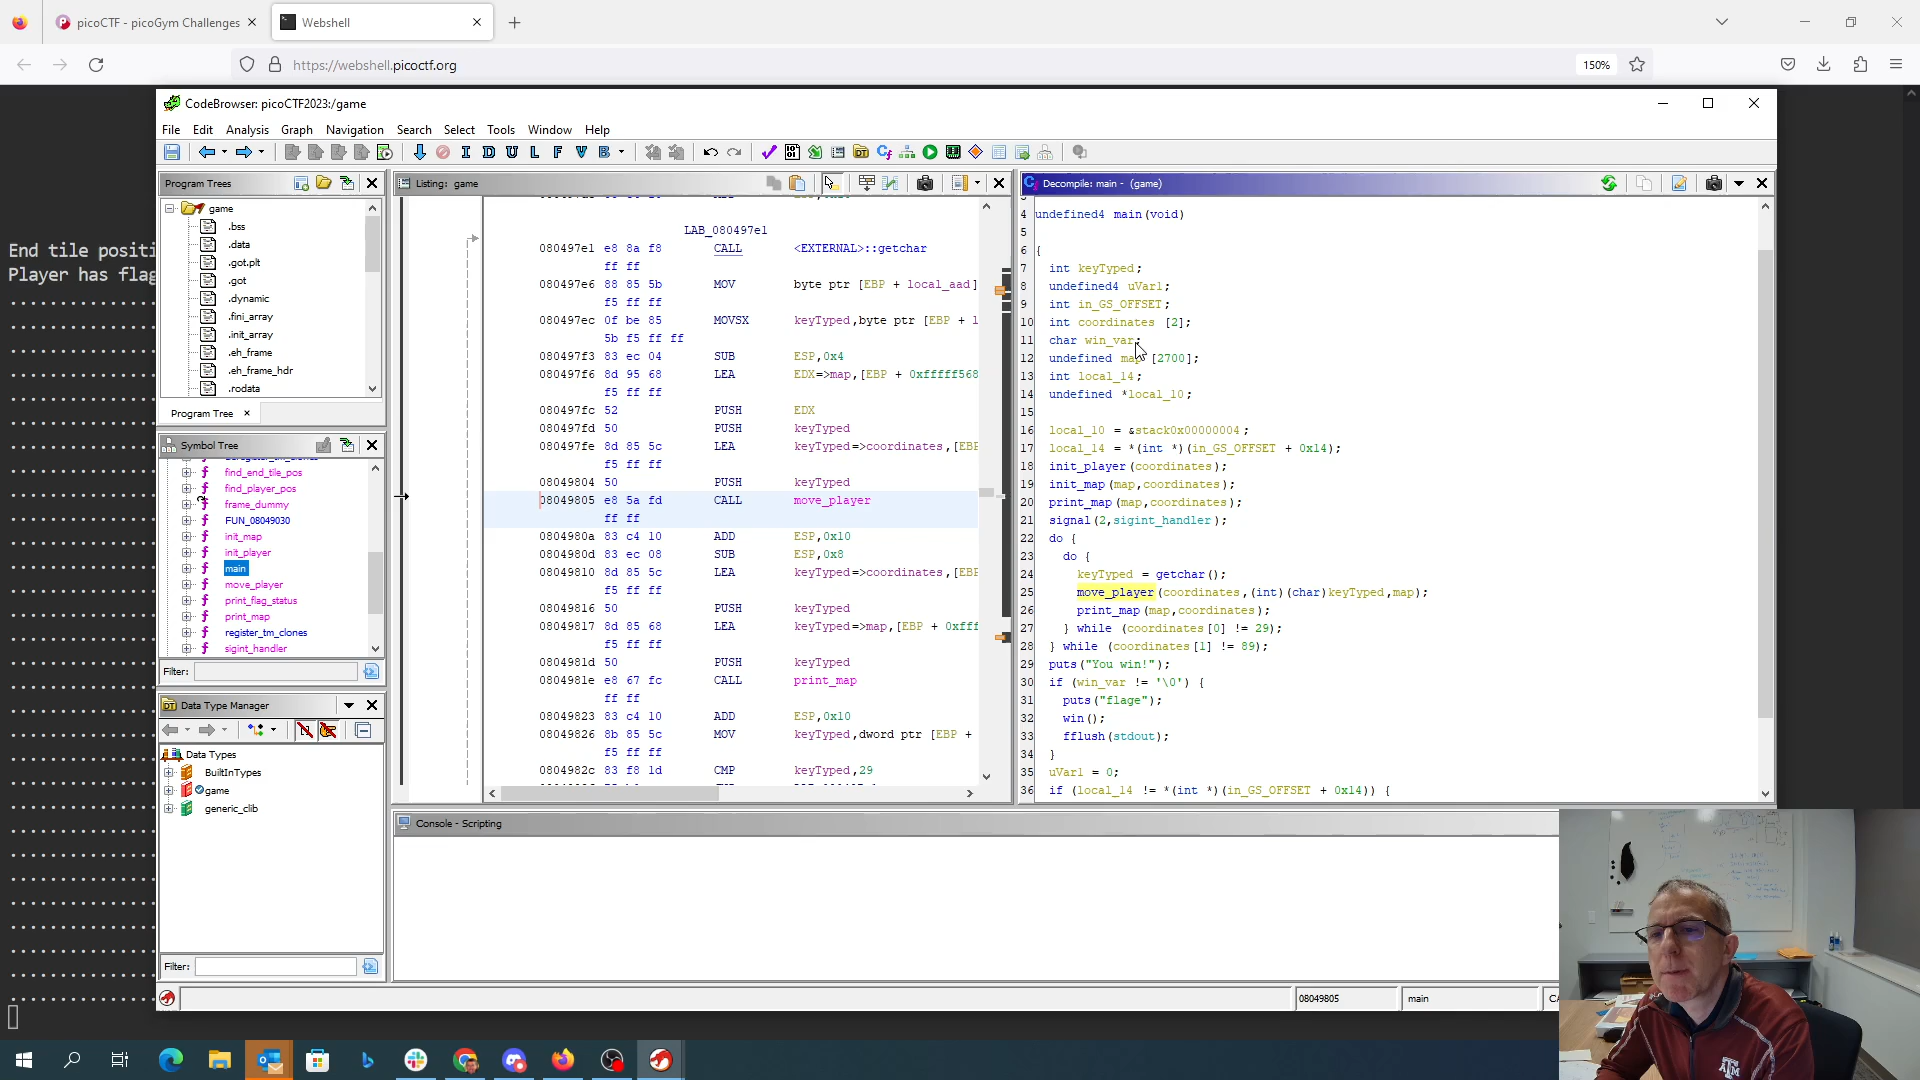 picoCTF - picoGym Challenges
Webshell
https://webshell.picoctf.org
150%
End tile positi
Player has flag
CodeBrowser: picoCTF2023:/game
File Edit Analysis Graph Navigation Search Select Tools Window Help
I D U L F V B
Program Trees
game
.bss
.data
.got.plt
.got
.dynamic
.fini_array
.init_array
.eh_frame
.eh_frame_hdr
.rodata
Program Tree
Symbol Tree
find_end_tile_pos
find_player_pos
frame_dummy
FUN_08049030
init_map
init_player
main
move_player
print_flag_status
print_map
register_tm_clones
sigint_handler
Filter:
Data Type Manager
Data Types
BuiltInTypes
game
generic_clib
Filter:
Listing: game
LAB_080497e1
080497e1 e8 8a f8 CALL <EXTERNAL>::getchar
ff ff
080497e6 88 85 5b MOV byte ptr [EBP + local_aad]
f5 ff ff
080497ec 0f be 85 MOVSX keyTyped,byte ptr [EBP + l
5b f5 ff ff
080497f3 83 ec 04 SUB ESP,0x4
080497f6 8d 95 68 LEA EDX=>map,[EBP + 0xfffff568
f5 ff ff
080497fc 52 PUSH EDX
080497fd 50 PUSH keyTyped
080497fe 8d 85 5c LEA keyTyped=>coordinates,[EBP
f5 ff ff
08049804 50 PUSH keyTyped
08049805 e8 5a fd CALL move_player
ff ff
0804980a 83 c4 10 ADD ESP,0x10
0804980d 83 ec 08 SUB ESP,0x8
08049810 8d 85 5c LEA keyTyped=>coordinates,[EBP
f5 ff ff
08049816 50 PUSH keyTyped
08049817 8d 85 68 LEA keyTyped=>map,[EBP + 0xfff
f5 ff ff
0804981d 50 PUSH keyTyped
0804981e e8 67 fc CALL print_map
ff ff
08049823 83 c4 10 ADD ESP,0x10
08049826 8b 85 5c MOV keyTyped,dword ptr [EBP +
f5 ff ff
0804982c 83 f8 1d CMP keyTyped,29
Decompile: main - (game)
4 undefined4 main(void)
5
6 {
7 int keyTyped;
8 undefined4 uVar1;
9 int in_GS_OFFSET;
10 int coordinates [2];
11 char win_var;
12 undefined map [2700];
13 int local_14;
14 undefined *local_10;
15
16 local_10 = &stack0x00000004;
17 local_14 = *(int *)(in_GS_OFFSET + 0x14);
18 init_player(coordinates);
19 init_map(map,coordinates);
20 print_map(map,coordinates);
21 signal(2,sigint_handler);
22 do {
23 do {
24 keyTyped = getchar();
25 move_player(coordinates,(int)(char)keyTyped,map);
26 print_map(map,coordinates);
27 } while (coordinates[0] != 29);
28 } while (coordinates[1] != 89);
29 puts("You win!");
30 if (win_var != '\0') {
31 puts("flage");
32 win();
33 fflush(stdout);
34 }
35 uVar1 = 0;
36 if (local_14 != *(int *)(in_GS_OFFSET + 0x14)) {
Console - Scripting
08049805
main
CA